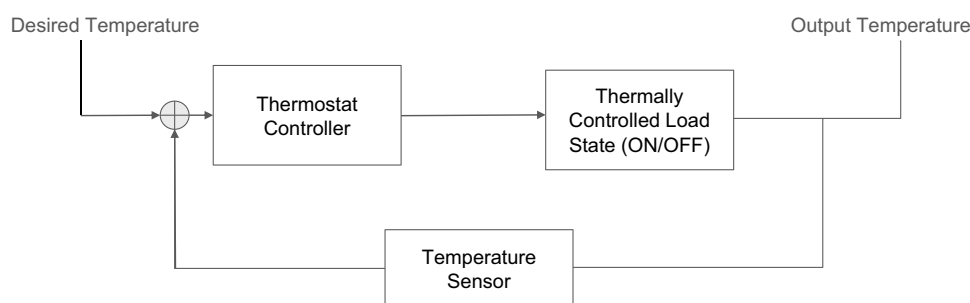 Desired Temperature
Output Temperature
Thermostat
Controller
Thermally
Controlled Load
State (ON/OFF)
Temperature
Sensor